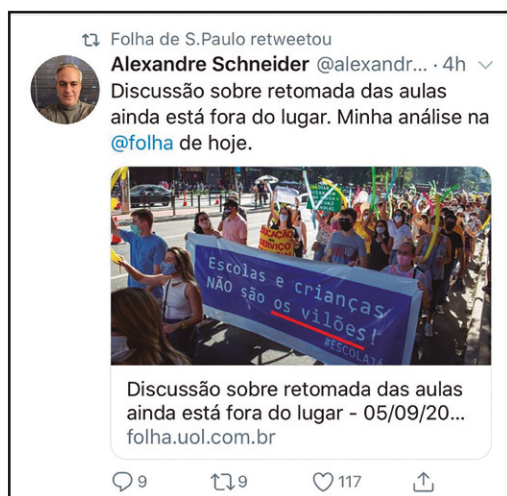 Folha de S.Paulo retweetou
Alexandre Schneider @alexandr... · 4h
Discussão sobre retomada das aulas
ainda está fora do lugar. Minha análise na
@folha de hoje.
EDUCAÇÃO
SERVIÇO
Escolas e crianças
NÃO são os vilões!
#ESCOLAJÁ
Discussão sobre retomada das aulas
ainda está fora do lugar - 05/09/20...
folha.uol.com.br
9 9 117